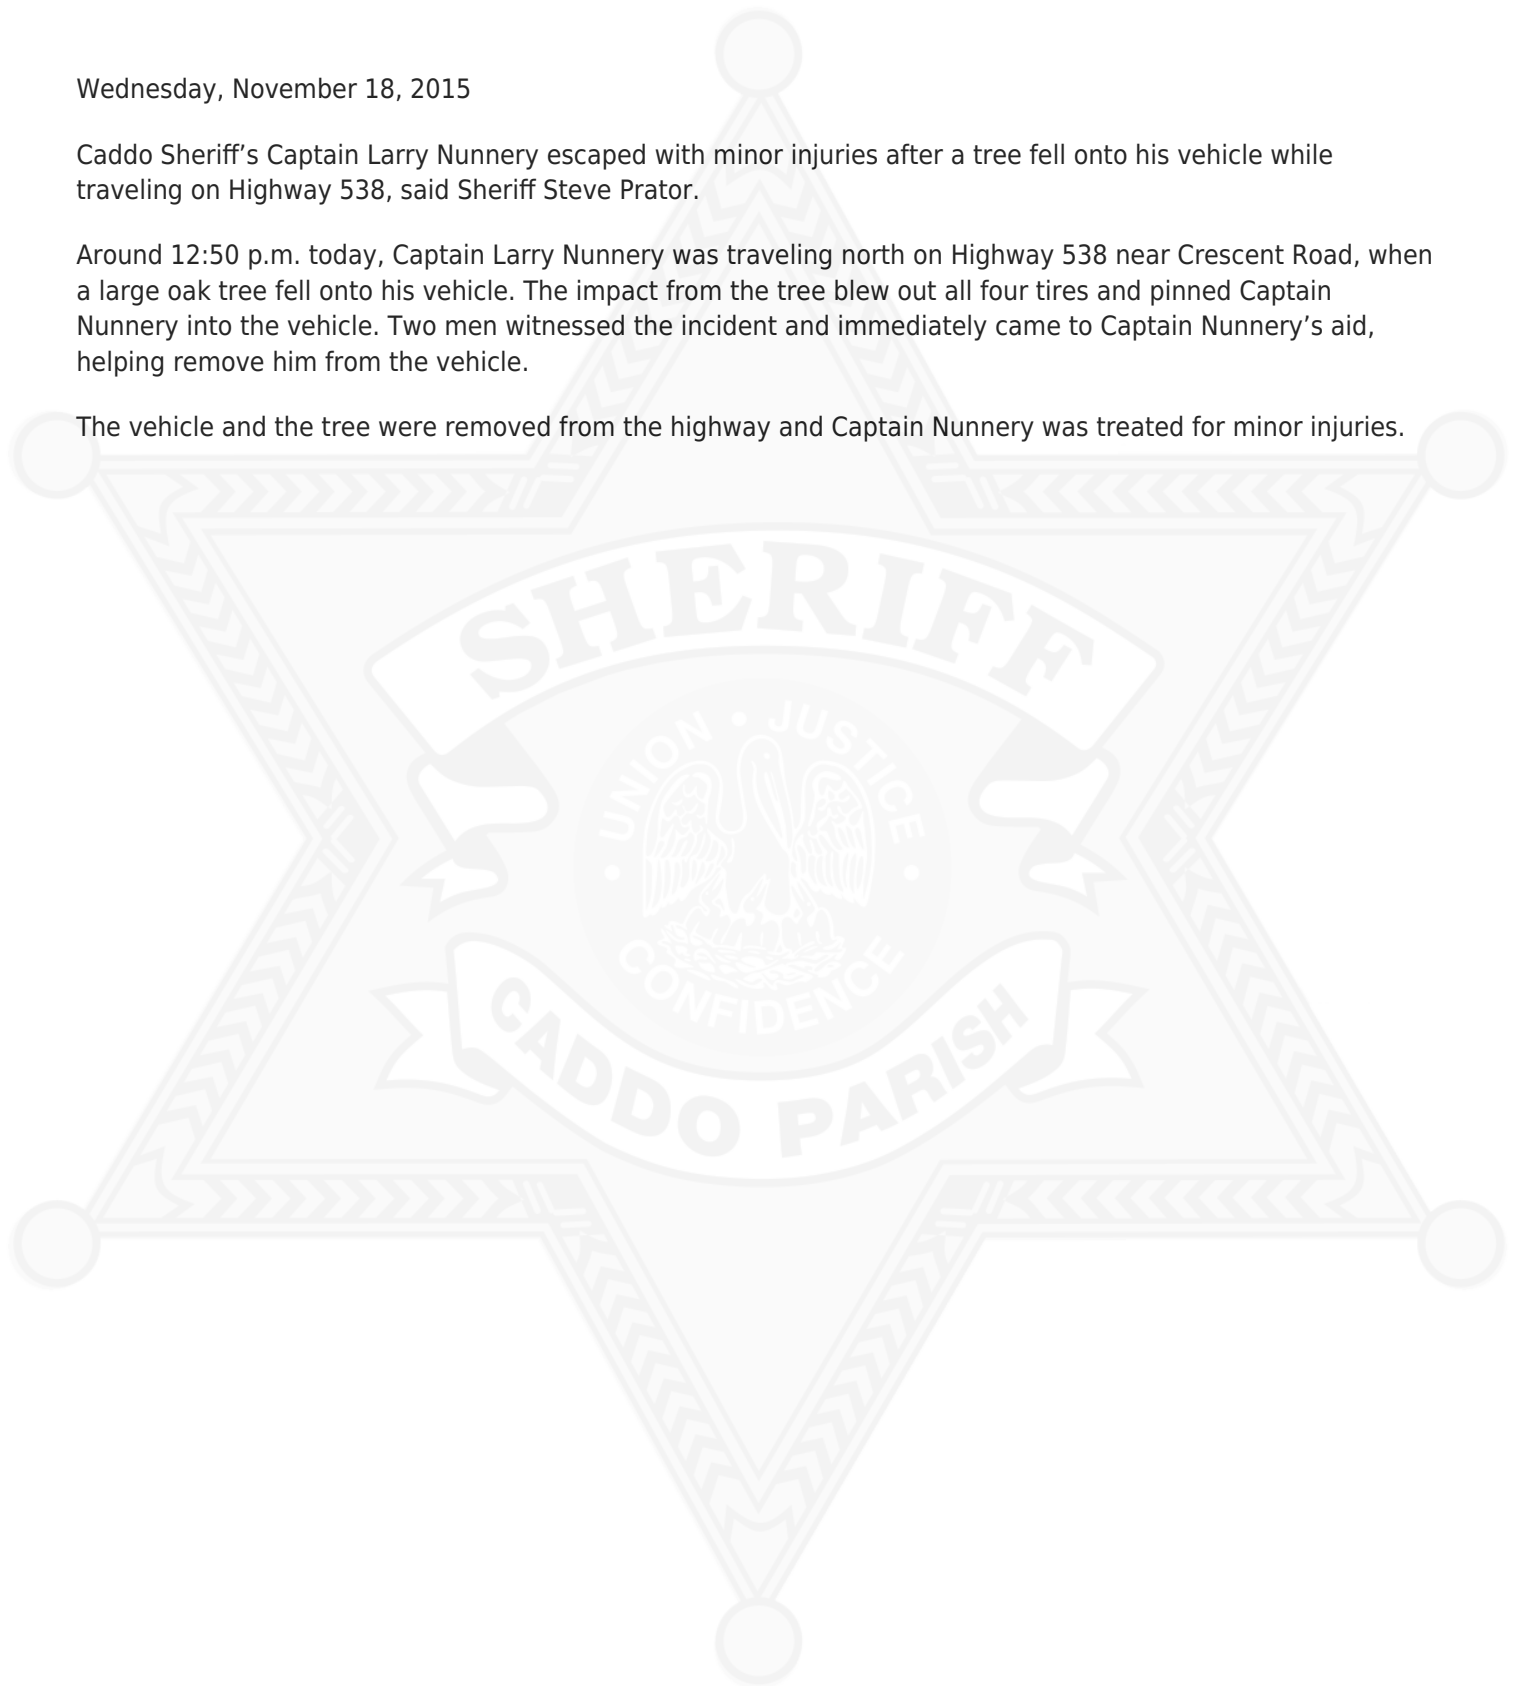 Wednesday, November 18, 2015
Caddo Sheriff’s Captain Larry Nunnery escaped with minor injuries after a tree fell onto his vehicle while
traveling on Highway 538, said Sheriff Steve Prator.
Around 12:50 p.m. today, Captain Larry Nunnery was traveling north on Highway 538 near Crescent Road, when
a large oak tree fell onto his vehicle. The impact from the tree blew out all four tires and pinned Captain
Nunnery into the vehicle. Two men witnessed the incident and immediately came to Captain Nunnery’s aid,
helping remove him from the vehicle.
The vehicle and the tree were removed from the highway and Captain Nunnery was treated for minor injuries.
SHERIFF
UNION • JUSTICE
• CONFIDENCE •
CADDO PARISH